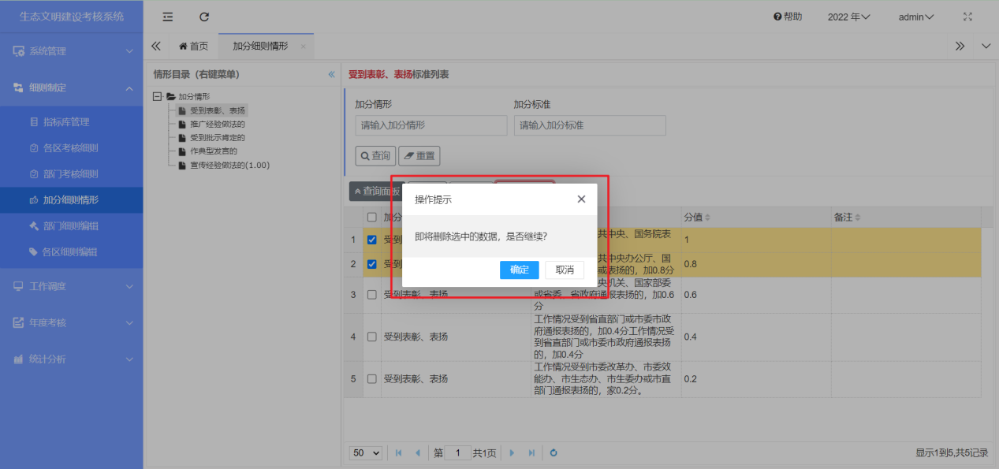 生态文明建设考核系统
帮助
2022 年
admin
系统管理
细则制定
指标库管理
各区考核细则
部门考核细则
加分细则情形
部门细则编辑
各区细则编辑
工作调度
年度考核
统计分析
首页
加分细则情形
情形目录（右键菜单）
加分情形
受到表彰、表扬
推广经验做法的
受到批示肯定的
作典型发言的
宣传经验做法的(1.00)
受到表彰、表扬标准列表
加分情形
加分标准
请输入加分情形
请输入加分标准
查询
重置
查询面板
操作提示
即将删除选中的数据，是否继续?
确定
取消
加分
分值
备注
1
受到
共中央、国务院表
1
2
受到
共中央办公厅、国
或表扬的，加0.8分
0.8
3
受到表彰、表扬
央机关、国家部委
或省委、省政府通报表扬的，加0.6
分
0.6
4
受到表彰、表扬
工作情况受到省直部门或市委市政
府通报表扬的，加0.4分工作情况受
到省直部门或市委市政府通报表扬
的，加0.4分
0.4
5
受到表彰、表扬
工作情况受到市委改革办、市委效
能办、市生态办、市生委办或市直
部门通报表扬的，家0.2分。
0.2
50
第 1 共1页
显示1到5,共5记录